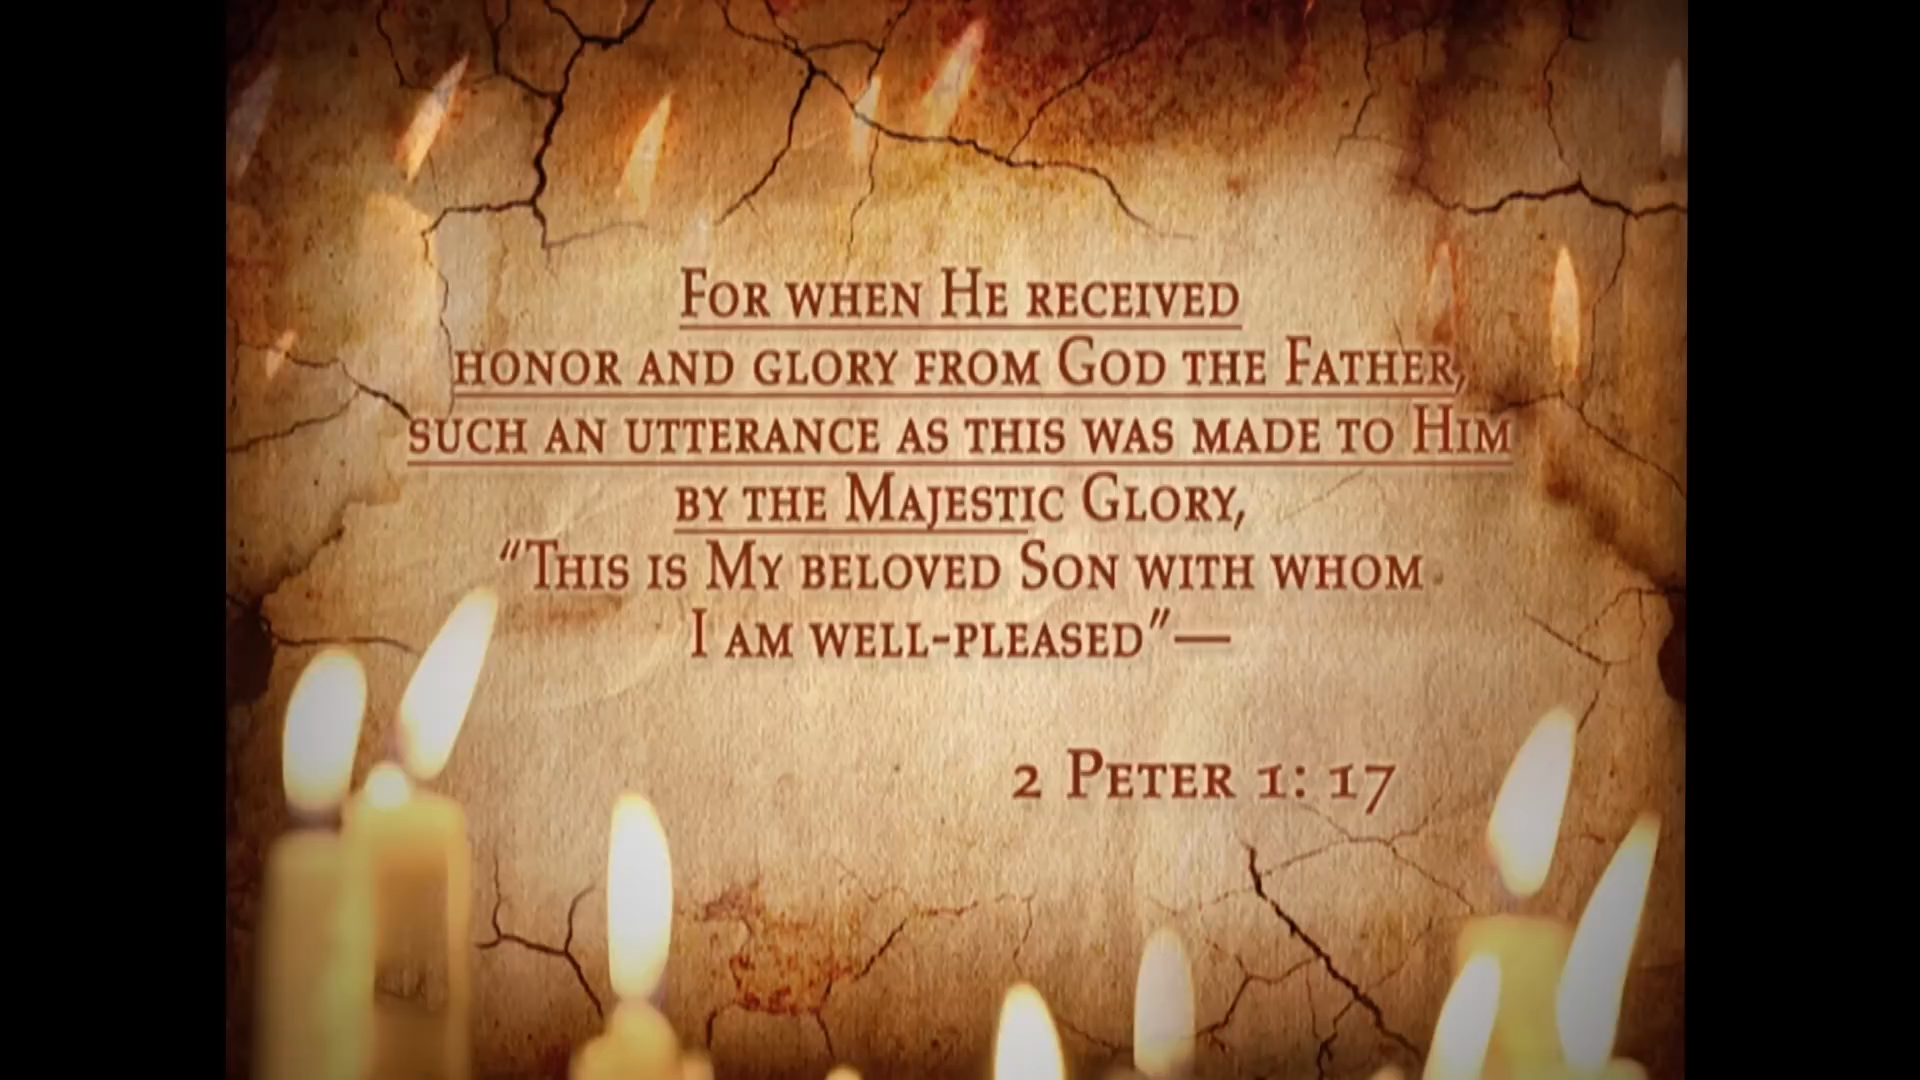 For when He received
honor and glory from God the Father,
such an utterance as this was made to Him
by the Majestic Glory,
“This is My beloved Son with whom
I am well-pleased”—
2 Peter 1: 17